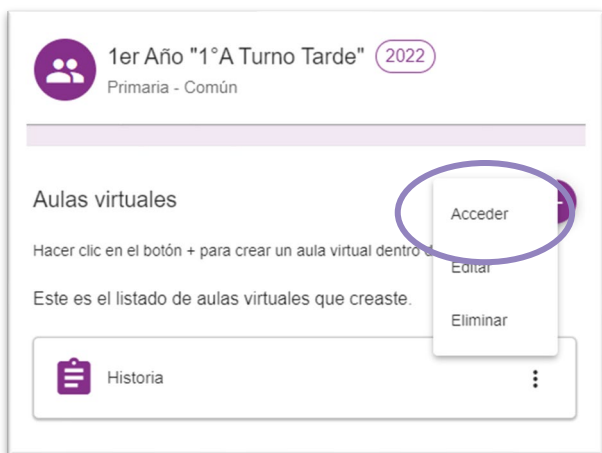 1er Año "1°A Turno Tarde" 2022
Primaria - Común
Aulas virtuales
Hacer clic en el botón + para crear un aula virtual dentro
Este es el listado de aulas virtuales que creaste.
Acceder
Editar
Eliminar
Historia